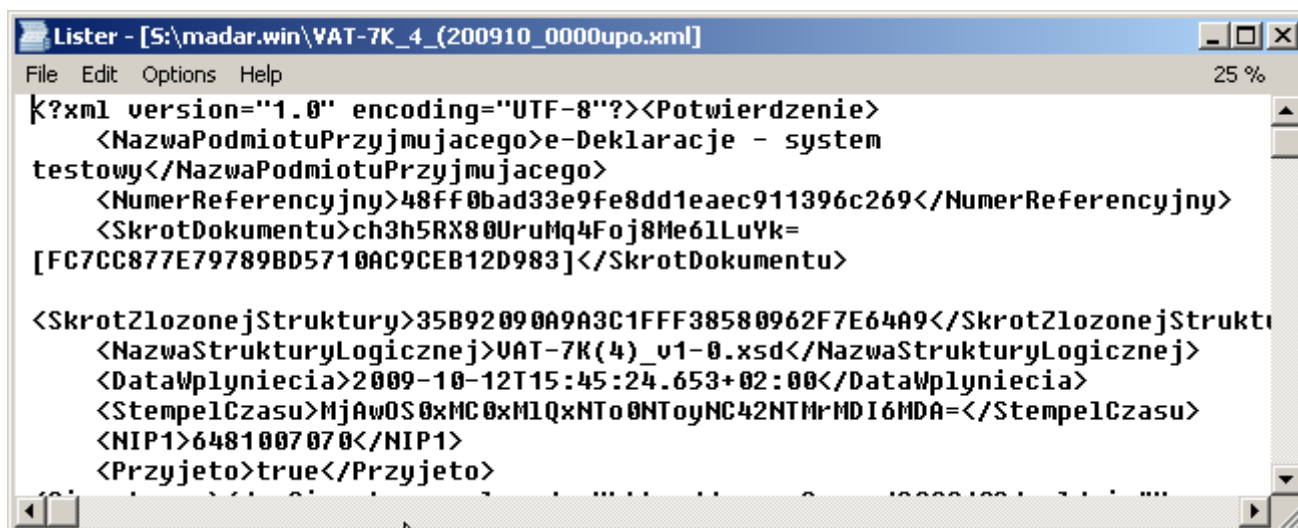 Lister - [S:\madar.win\VAT-7K_4_(200910_0000upo.xml]
File Edit Options Help 25 %
<?xml version="1.0" encoding="UTF-8"?><Potwierdzenie>
<NazwaPodmiotuPrzyjmujacego>e-Deklaracje - system
testowy</NazwaPodmiotuPrzyjmujacego>
<NumerReferencyjny>48ff0bad33e9fe8dd1eaec911396c269</NumerReferencyjny>
<SkrotDokumentu>ch3h5RX80UruMq4Foj8Me6lLuYk=
[FC7CC877E79789BD5710AC9CEB12D983]</SkrotDokumentu>
<SkrotZlozonejStruktury>35B92090A9A3C1FFF38580962F7E64A9</SkrotZlozonejStruktu
<NazwaStrukturyLogicznej>VAT-7K(4)_v1-0.xsd</NazwaStrukturyLogicznej>
<DataWplyniecia>2009-10-12T15:45:24.653+02:00</DataWplyniecia>
<StempelCzasu>MjAwOS0xMC0xMlQxNTo0NToyNC42NTMrMDI6MDA=</StempelCzasu>
<NIP1>6481007070</NIP1>
<Przyjeto>true</Przyjeto>